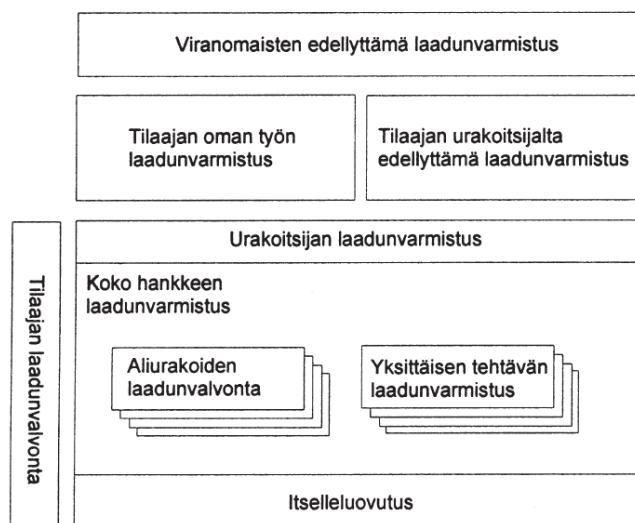 Viranomaisten edellyttämä laadunvarmistus
Tilaajan oman työn
laadunvarmistus
Tilaajan urakoitsijalta
edellyttämä laadunvarmistus
Tilaajan laadunvalvonta
Urakoitsijan laadunvarmistus
Koko hankkeen
laadunvarmistus
Aliurakoiden
laadunvalvonta
Yksittäisen tehtävän
laadunvarmistus
Itselleluovutus